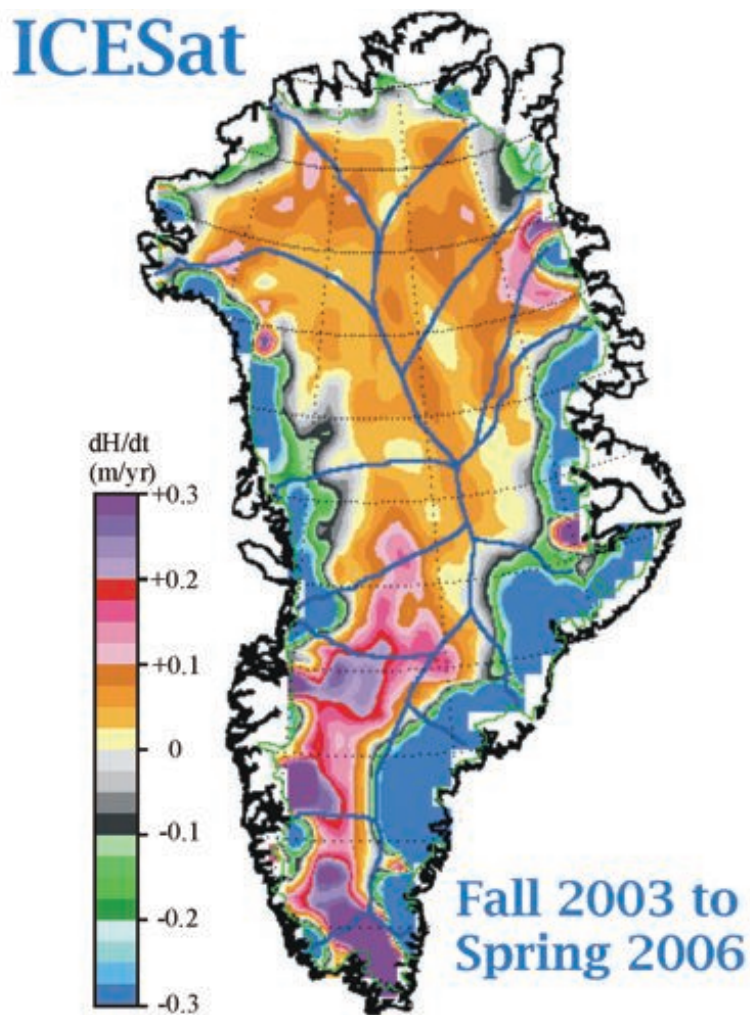 ICESat
dH/dt
(m/yr)
+0.3
+0.2
+0.1
0
-0.1
-0.2
-0.3
Fall 2003 to
Spring 2006